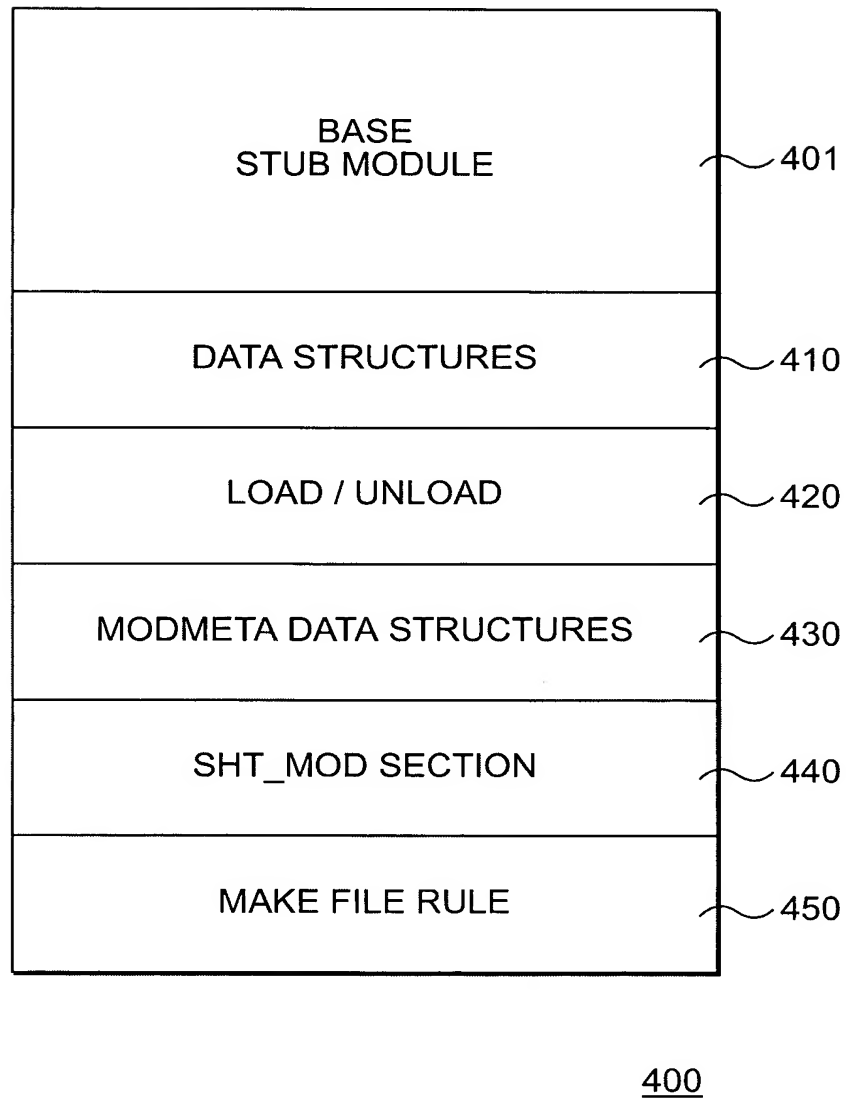 BASE
STUB MODULE
401
DATA STRUCTURES
410
LOAD / UNLOAD
420
MODMETA DATA STRUCTURES
430
SHT_MOD SECTION
440
MAKE FILE RULE
450
400